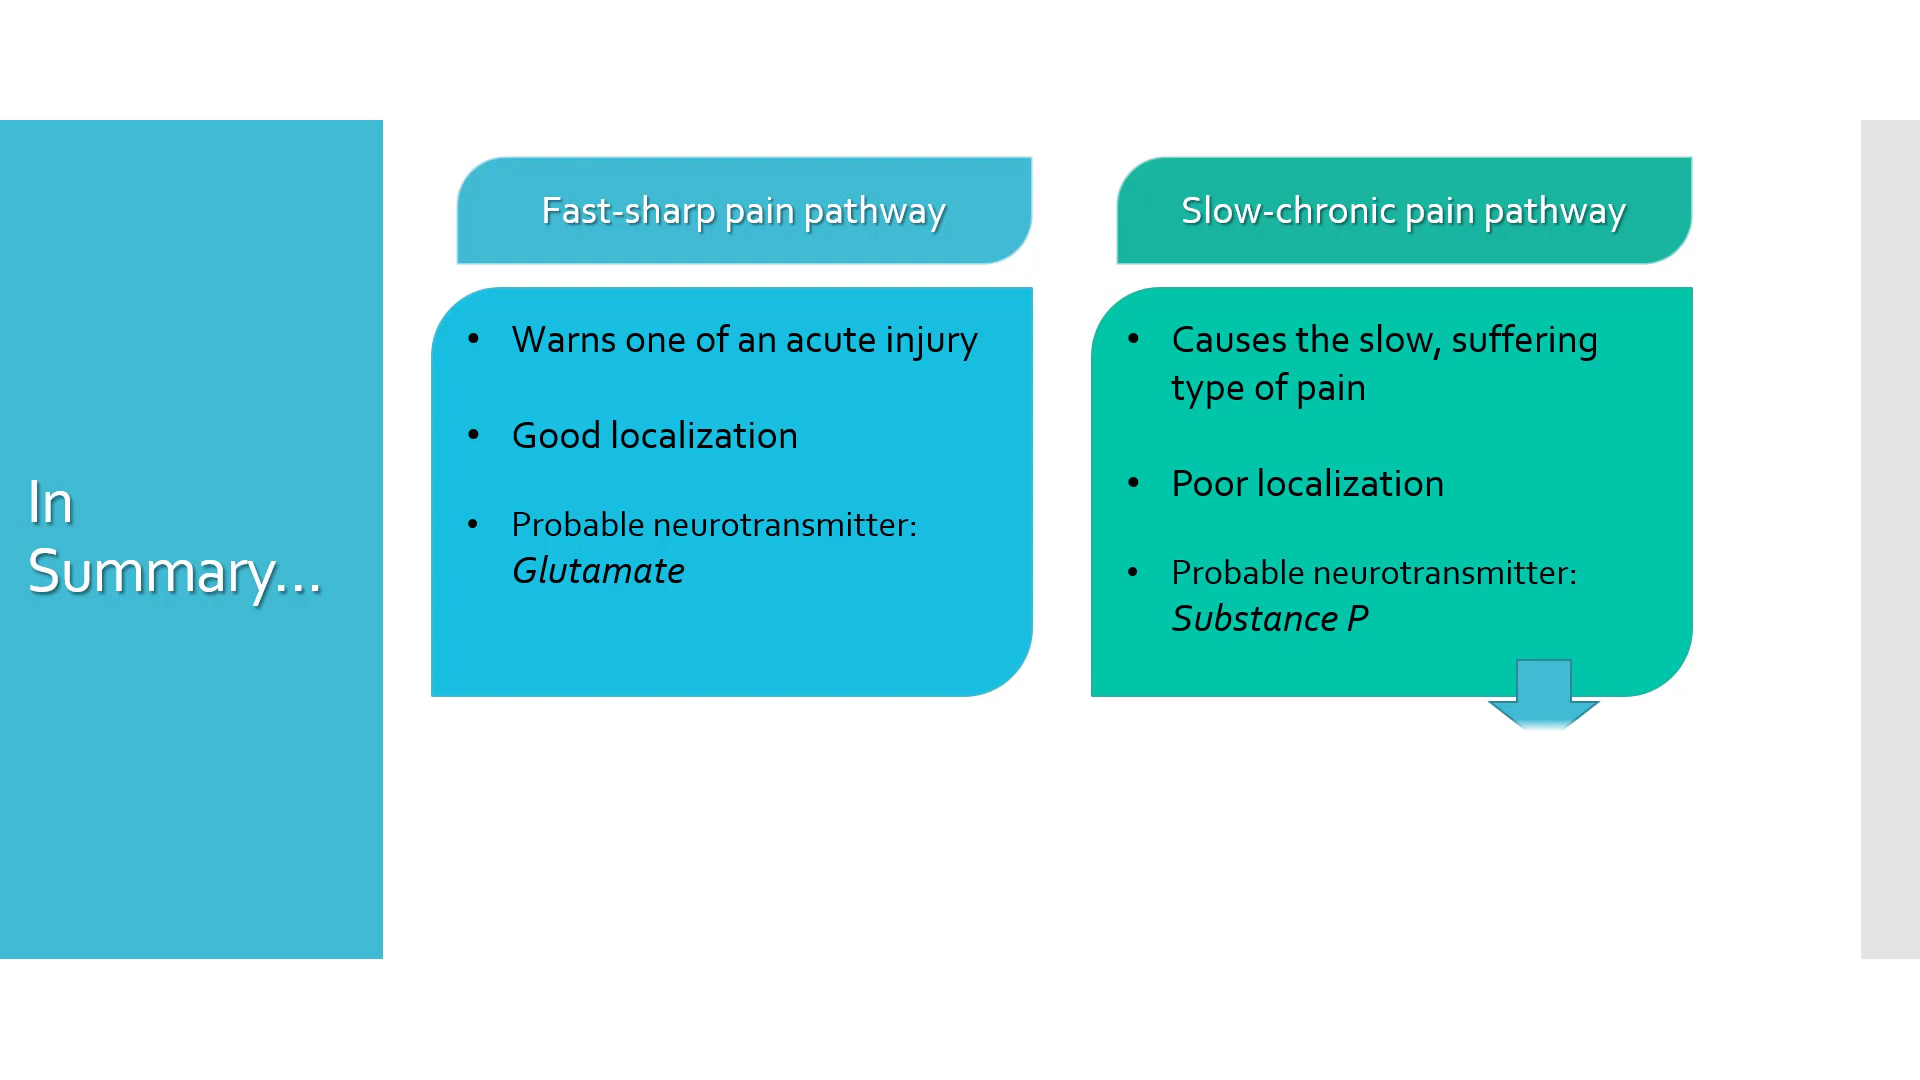 In
Summary...
Fast-sharp pain pathway
• Warns one of an acute injury
• Good localization
• Probable neurotransmitter:
Glutamate
Slow-chronic pain pathway
• Causes the slow, suffering
type of pain
• Poor localization
• Probable neurotransmitter:
Substance P